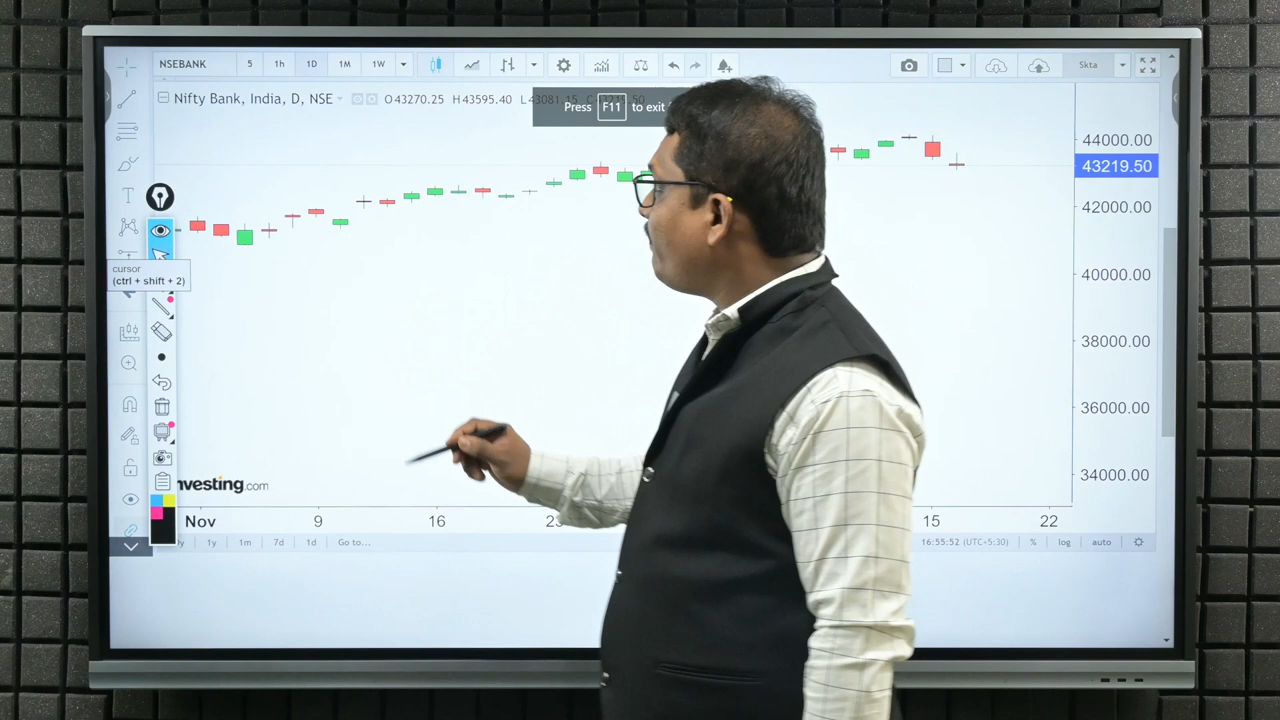 NSEBANK 5 1h 1D 1M 1W Skta
Nifty Bank, India, D, NSE O43270.25 H43595.40 L43081.15
Press F11 to exit
44000.00
43219.50
42000.00
40000.00
38000.00
36000.00
34000.00
cursor
(ctrl + shift + 2)
nvesting.com
Nov 9 16 23 15 22
1y 1m 7d 1d Go to... 16:55:52 (UTC+5:30) % log auto